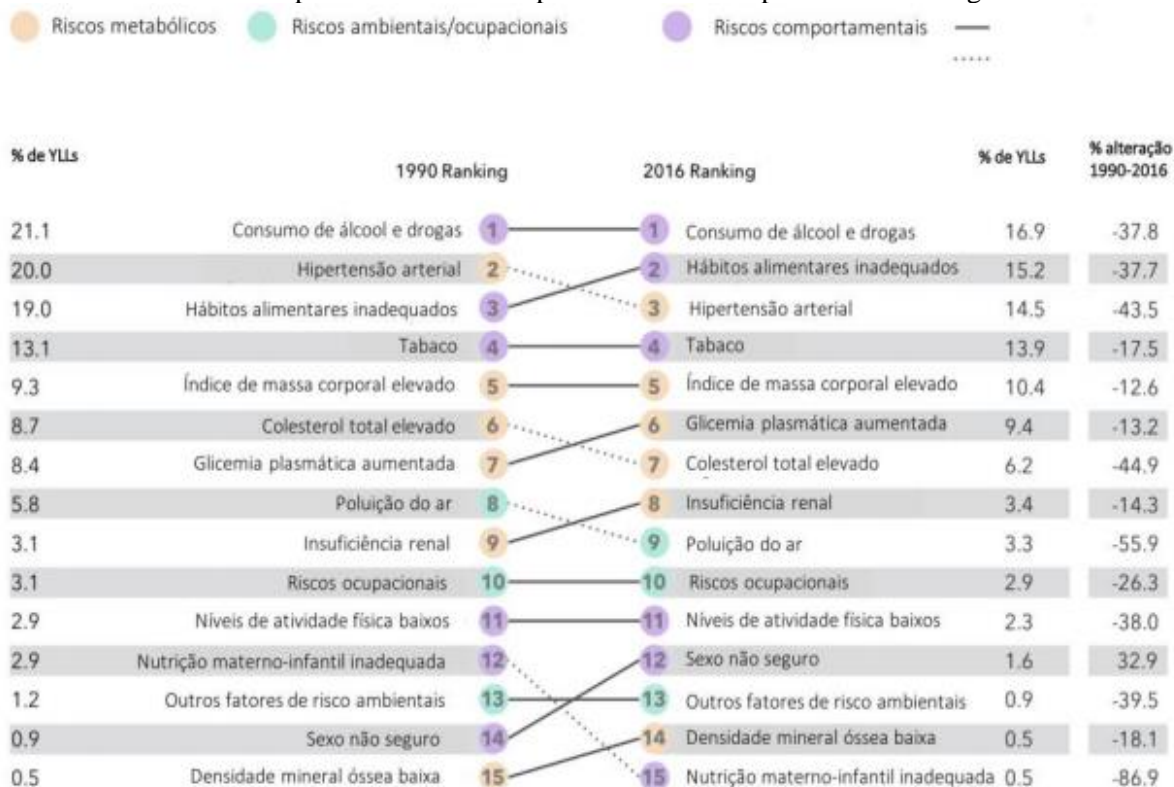 Riscos metabólicos Riscos ambientais/ocupacionais Riscos comportamentais
% de YLLs 1990 Ranking 2016 Ranking % de YLLs % alteração 1990-2016
21.1 Consumo de álcool e drogas 1 1 Consumo de álcool e drogas 16.9 -37.8
20.0 Hipertensão arterial 2 2 Hábitos alimentares inadequados 15.2 -37.7
19.0 Hábitos alimentares inadequados 3 3 Hipertensão arterial 14.5 -43.5
13.1 Tabaco 4 4 Tabaco 13.9 -17.5
9.3 Índice de massa corporal elevado 5 5 Índice de massa corporal elevado 10.4 -12.6
8.7 Colesterol total elevado 6 6 Glicemia plasmática aumentada 9.4 -13.2
8.4 Glicemia plasmática aumentada 7 7 Colesterol total elevado 6.2 -44.9
5.8 Poluição do ar 8 8 Insuficiência renal 3.4 -14.3
3.1 Insuficiência renal 9 9 Poluição do ar 3.3 -55.9
3.1 Riscos ocupacionais 10 10 Riscos ocupacionais 2.9 -26.3
2.9 Níveis de atividade física baixos 11 11 Níveis de atividade física baixos 2.3 -38.0
2.9 Nutrição materno-infantil inadequada 12 12 Sexo não seguro 1.6 32.9
1.2 Outros fatores de risco ambientais 13 13 Outros fatores de risco ambientais 0.9 -39.5
0.9 Sexo não seguro 14 14 Densidade mineral óssea baixa 0.5 -18.1
0.5 Densidade mineral óssea baixa 15 15 Nutrição materno-infantil inadequada 0.5 -86.9